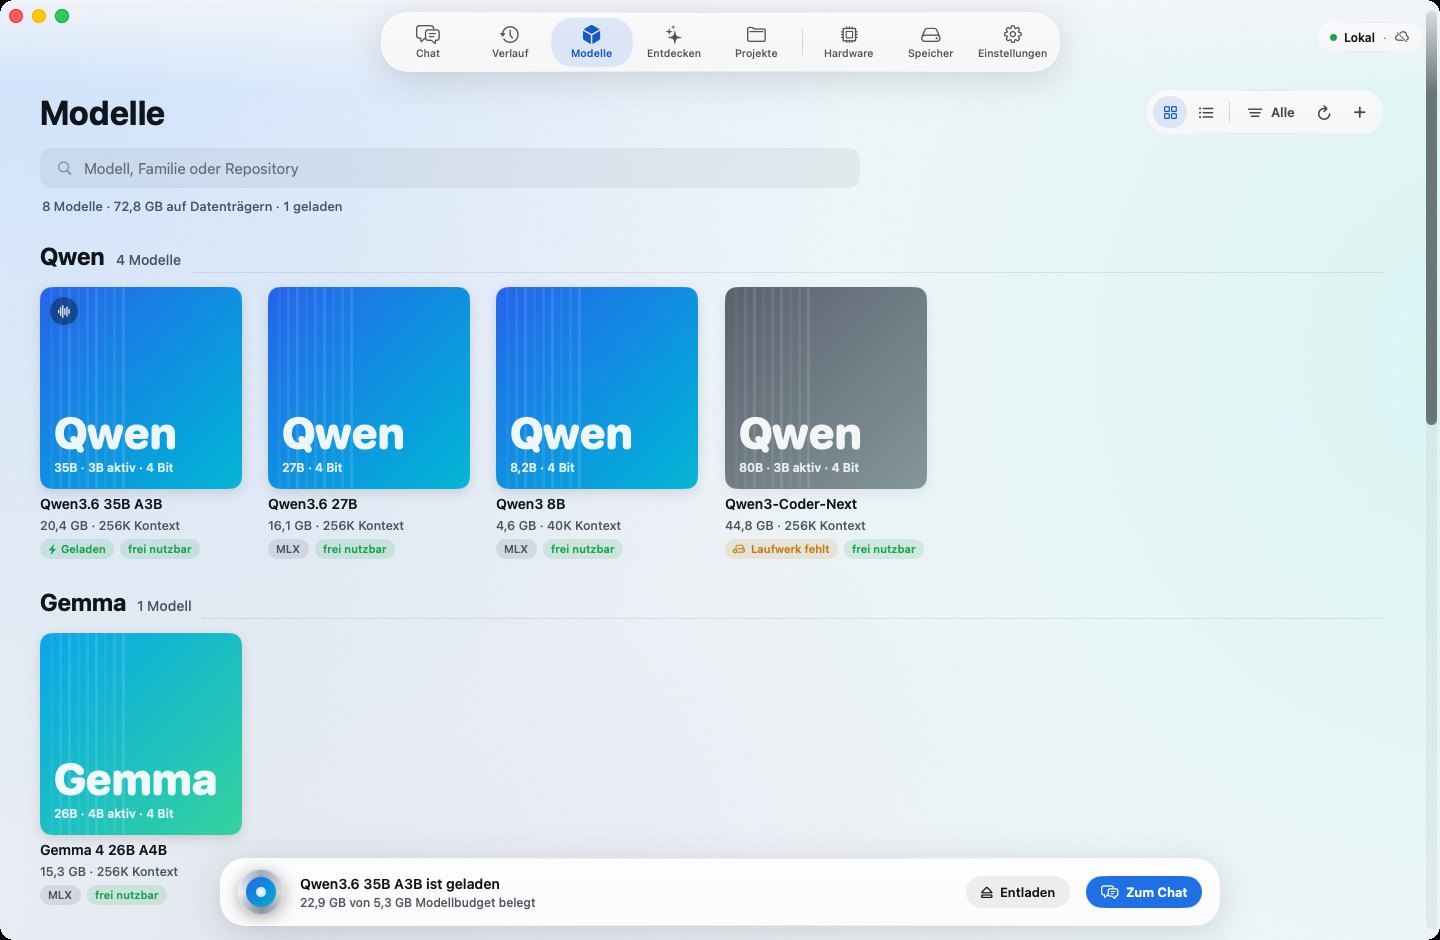 Chat
Verlauf
Modelle
Entdecken
Projekte
Hardware
Speicher
Einstellungen
Lokal ·
Modelle
Alle
Modell, Familie oder Repository
8 Modelle · 72,8 GB auf Datenträgern · 1 geladen
Qwen 4 Modelle
Qwen
35B · 3B aktiv · 4 Bit
Qwen3.6 35B A3B
20,4 GB · 256K Kontext
Geladen frei nutzbar
Qwen
27B · 4 Bit
Qwen3.6 27B
16,1 GB · 256K Kontext
MLX frei nutzbar
Qwen
8,2B · 4 Bit
Qwen3 8B
4,6 GB · 40K Kontext
MLX frei nutzbar
Qwen
80B · 3B aktiv · 4 Bit
Qwen3-Coder-Next
44,8 GB · 256K Kontext
Laufwerk fehlt frei nutzbar
Gemma 1 Modell
Gemma
26B · 4B aktiv · 4 Bit
Gemma 4 26B A4B
15,3 GB · 256K Kontext
MLX frei nutzbar
Qwen3.6 35B A3B ist geladen
22,9 GB von 5,3 GB Modellbudget belegt
Entladen
Zum Chat